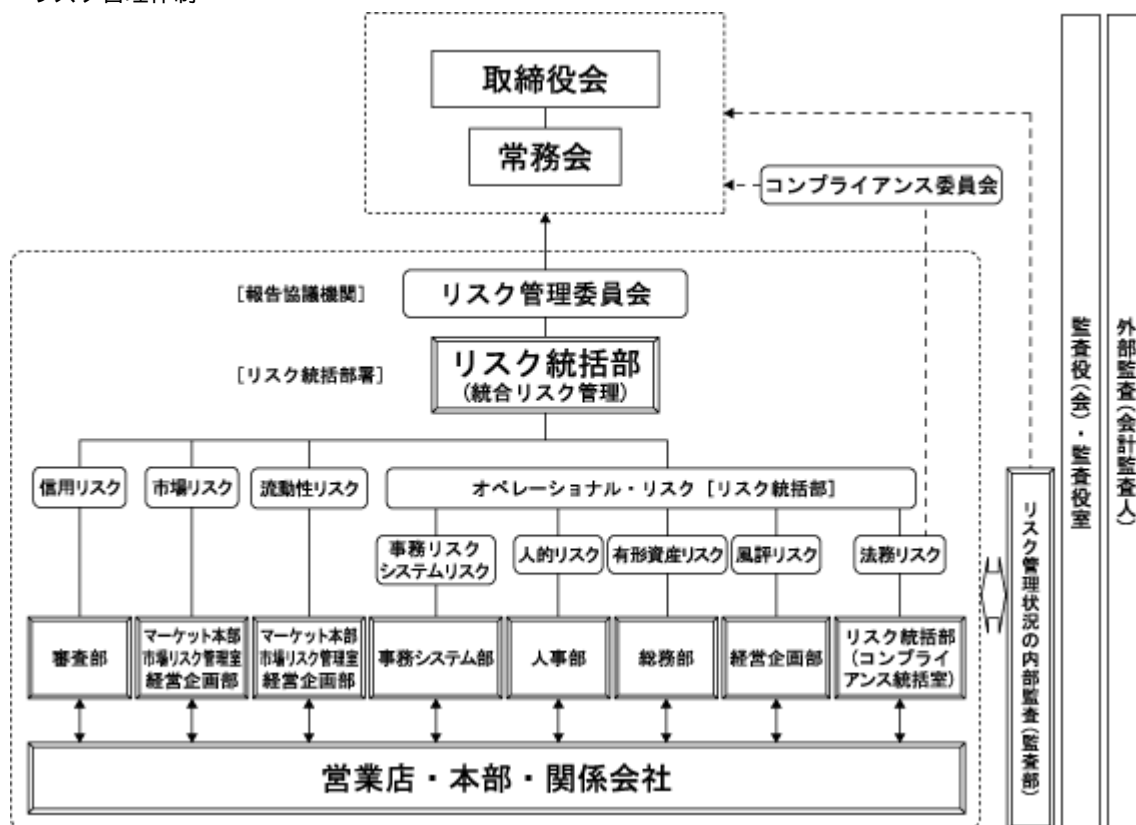 リスク管理体制
取締役会
常務会
コンプライアンス委員会
[報告協議機関]
リスク管理委員会
[リスク統括部署]
リスク統括部
(統合リスク管理)
信用リスク
市場リスク
流動性リスク
オペレーショナル・リスク [リスク統括部]
事務リスク
システムリスク
人的リスク
有形資産リスク
風評リスク
法務リスク
審査部
マーケット本部
市場リスク管理室
経営企画部
マーケット本部
市場リスク管理室
経営企画部
事務システム部
人事部
総務部
経営企画部
リスク統括部
(コンプライ
アンス統括室)
営業店・本部・関係会社
リスク管理状況の内部監査(監査部)
監査役(会)・監査役室
外部監査(会計監査人)